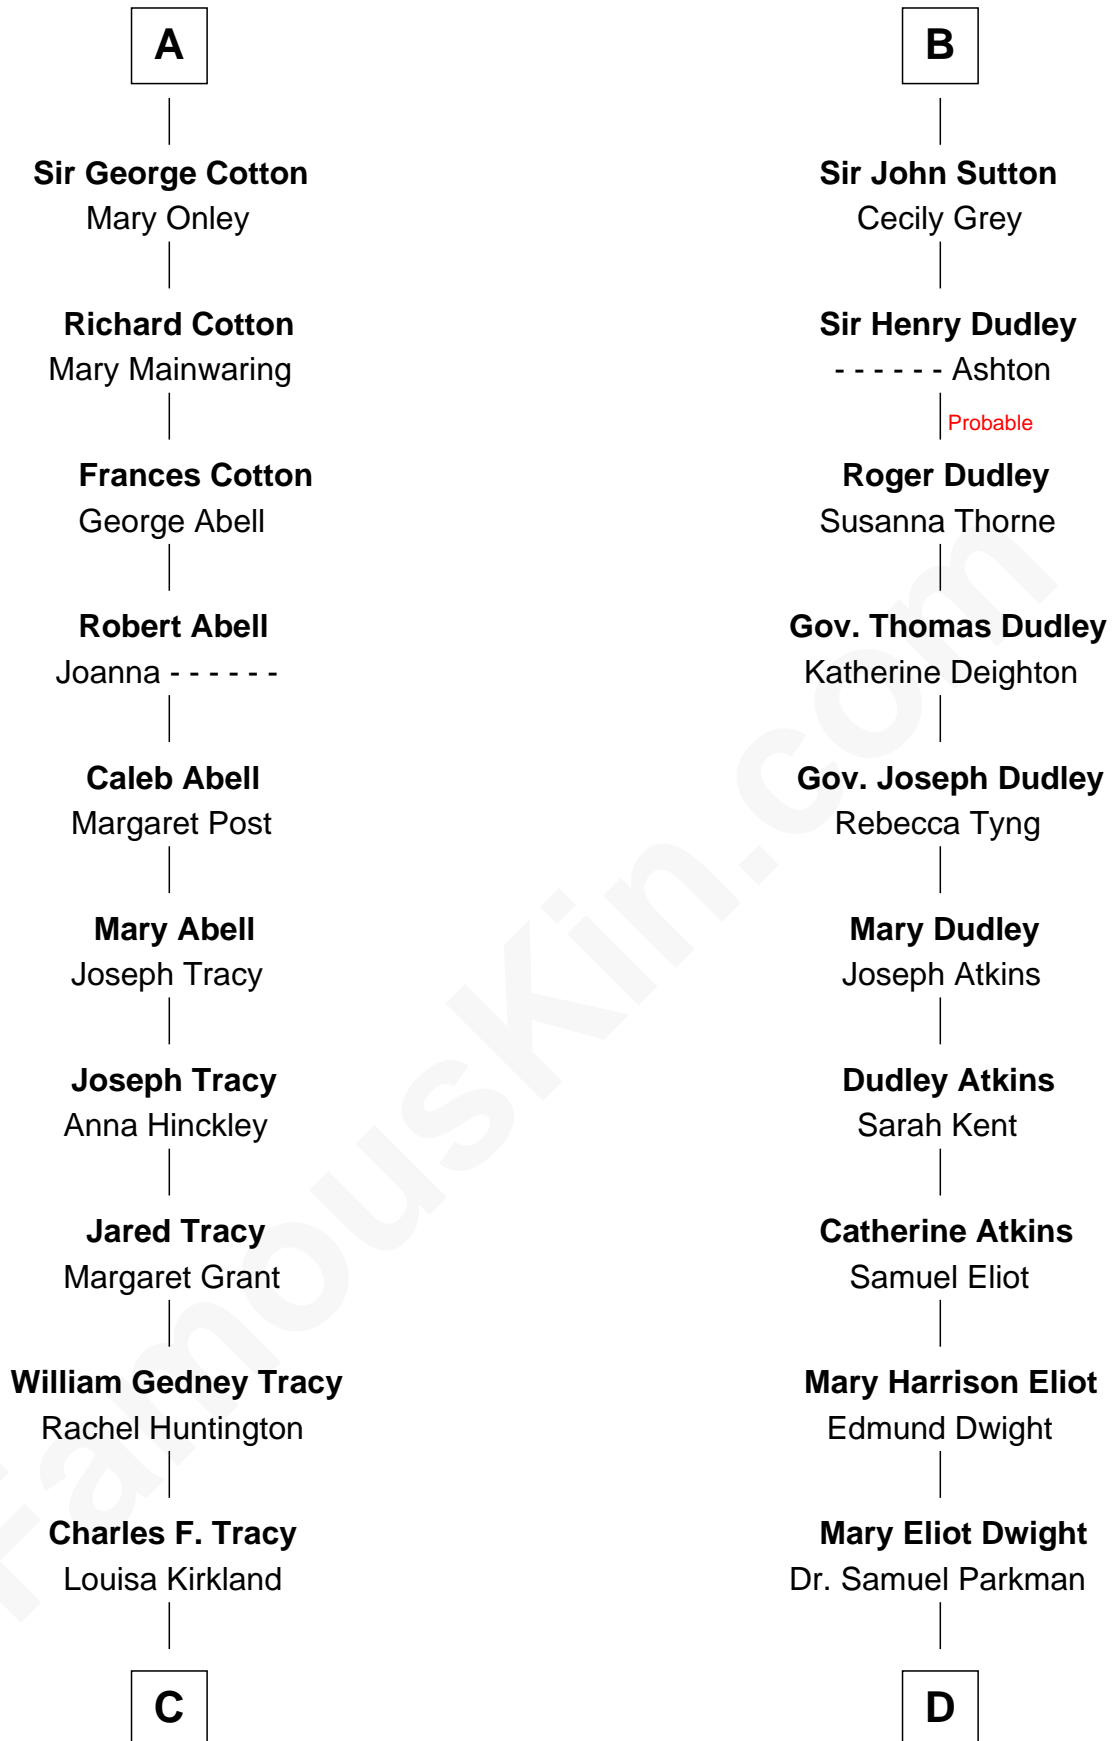 A
Sir George Cotton
Mary Onley
Richard Cotton
Mary Mainwaring
Frances Cotton
George Abell
Robert Abell
Joanna - - - - - -
Caleb Abell
Margaret Post
Mary Abell
Joseph Tracy
Joseph Tracy
Anna Hinckley
Jared Tracy
Margaret Grant
William Gedney Tracy
Rachel Huntington
Charles F. Tracy
Louisa Kirkland
C
B
Sir John Sutton
Cecily Grey
Sir Henry Dudley
- - - - - - Ashton
Probable
Roger Dudley
Susanna Thorne
Gov. Thomas Dudley
Katherine Deighton
Gov. Joseph Dudley
Rebecca Tyng
Mary Dudley
Joseph Atkins
Dudley Atkins
Sarah Kent
Catherine Atkins
Samuel Eliot
Mary Harrison Eliot
Edmund Dwight
Mary Eliot Dwight
Dr. Samuel Parkman
D
FamousKin.com